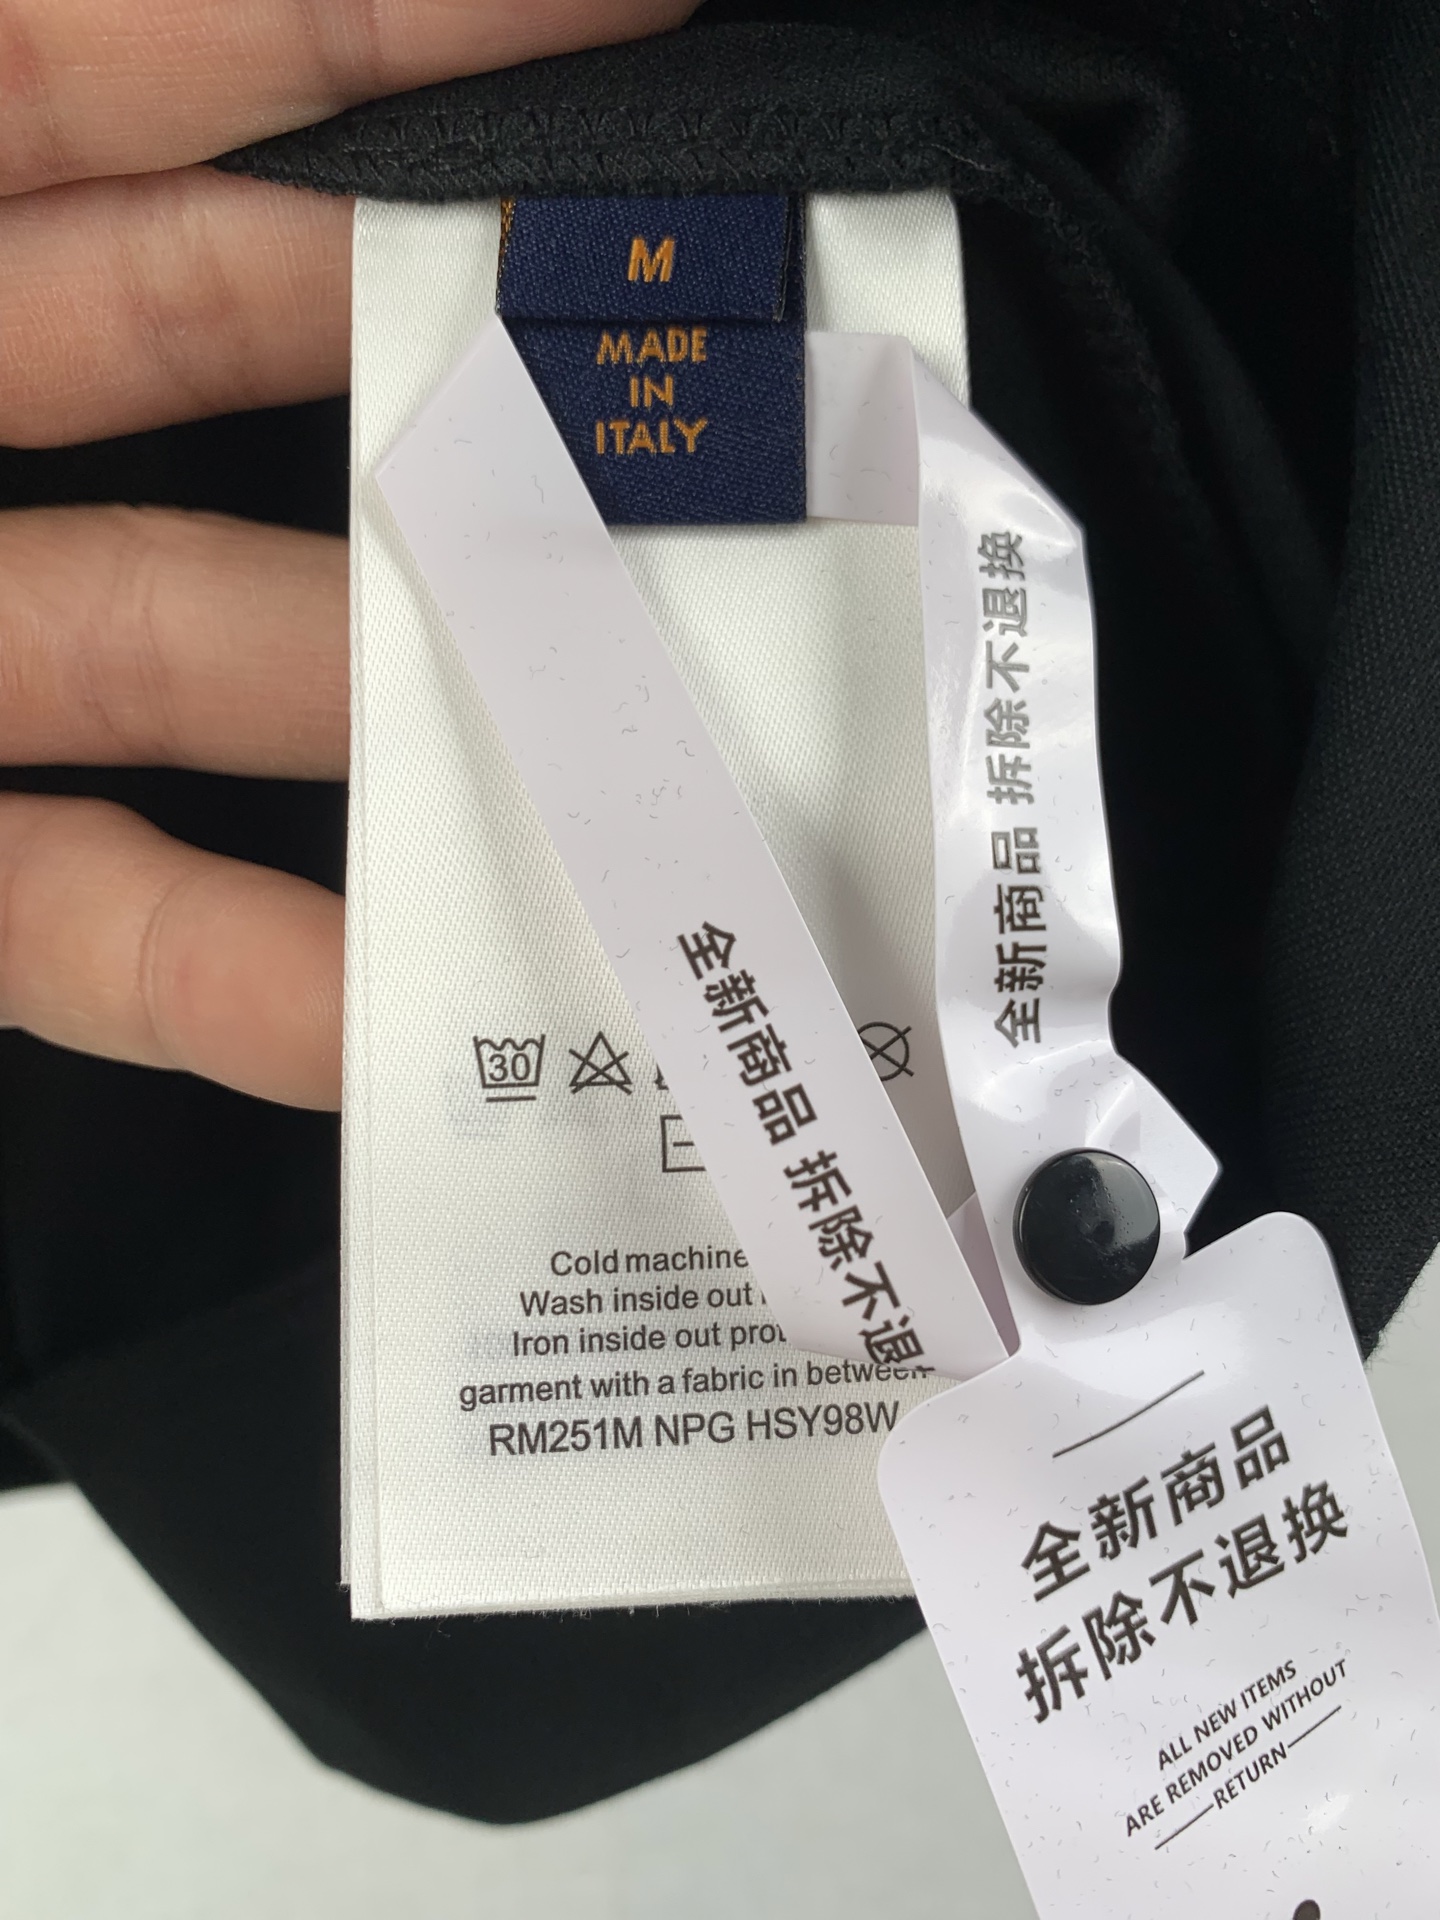 M
MADE
IN
ITALY
全新商品 拆除不退换
全新商品 拆除不退
30
Cold machine
Wash inside out
Iron inside out
garment with a fabric in between
RM251M NPG HSY98W
全新商品
拆除不退换
ALL NEW ITEMS
ARE REMOVED WITHOUT
RETURN